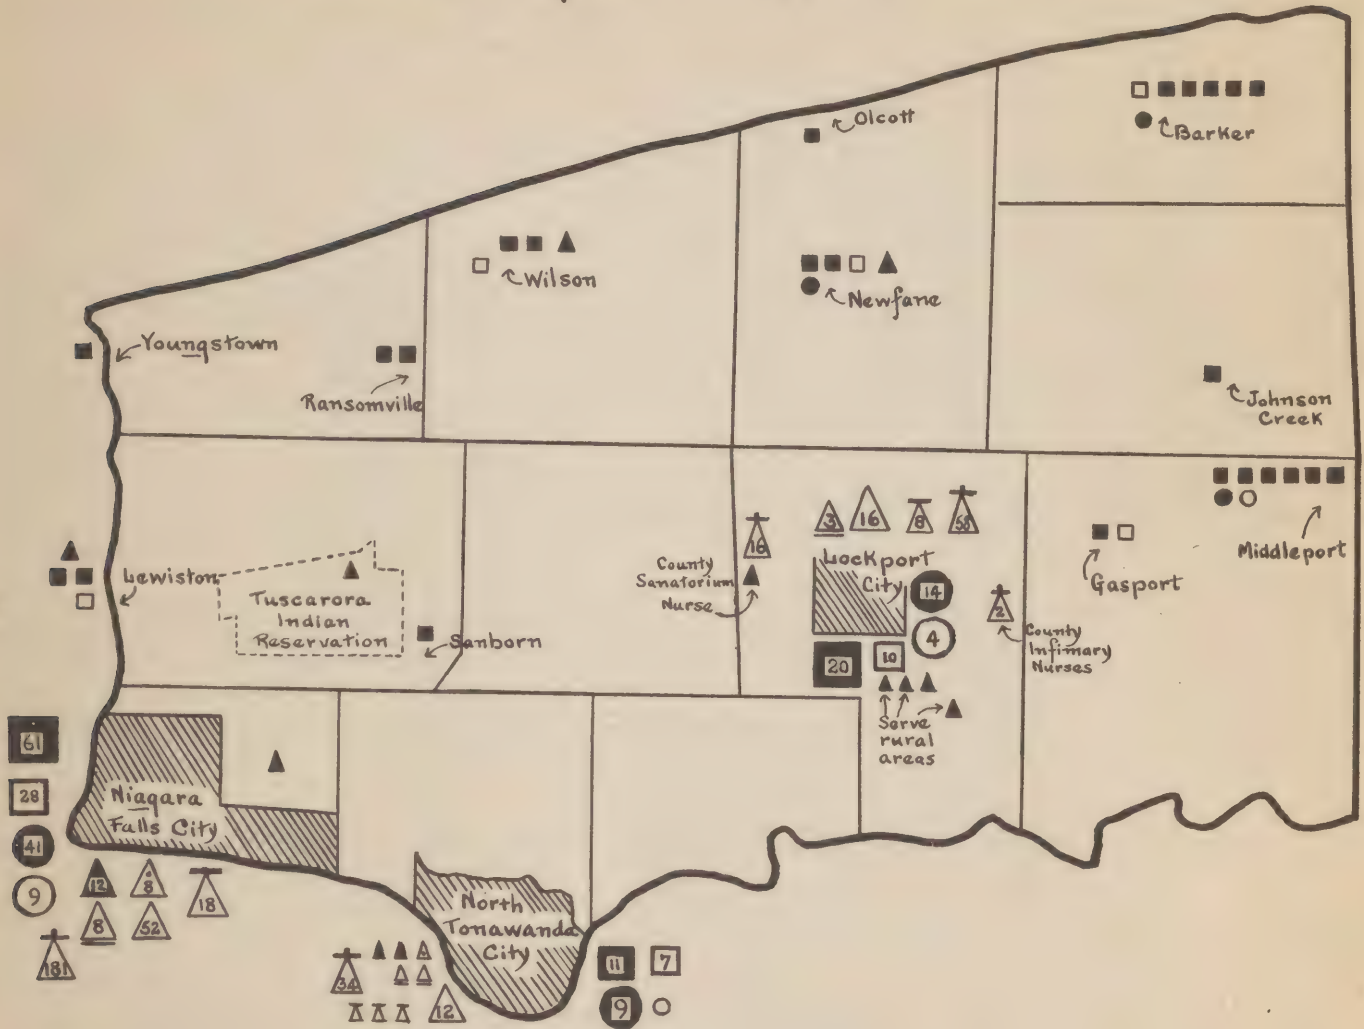 Olcott
Barker
Wilson
Newfane
Youngstown
Ransomville
Johnson
Creek
3
16
8
58
16
Lockport
City
Middleport
County
Sanatorium
Nurse
Gasport
Lewiston
Tuscarora
Indian
Reservation
14
4
2
County
Infimary
Nurses
Sanborn
20
10
Serve
rural
areas
61
28
Niagara
Falls City
41
9
12
8
18
8
52
181
North
Tonawanda
City
34
12
11
7
9